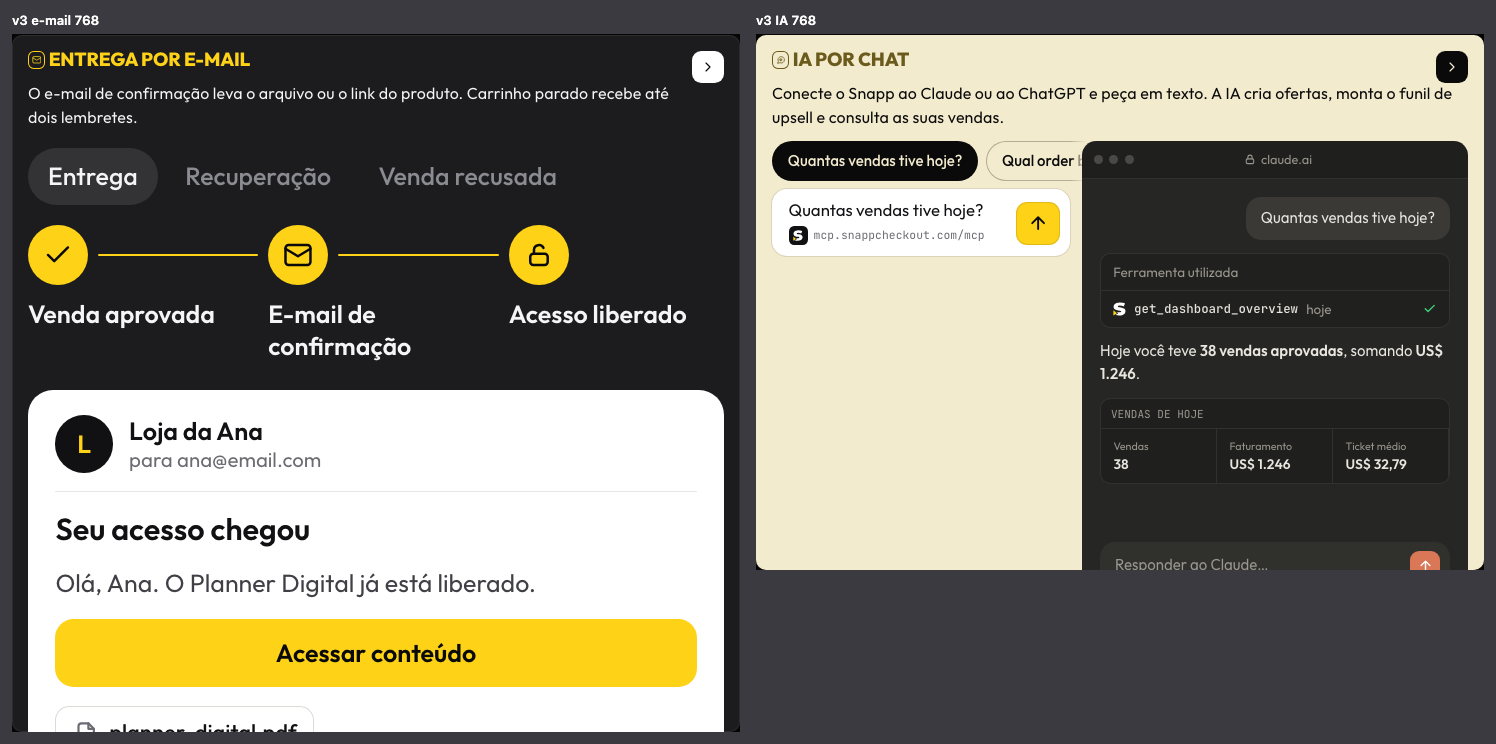 v3 e-mail 768
ENTREGA POR E-MAIL
O e-mail de confirmação leva o arquivo ou o link do produto. Carrinho parado recebe até
dois lembretes.
Entrega
Recuperação
Venda recusada
Venda aprovada
E-mail de
confirmação
Acesso liberado
L
Loja da Ana
para ana@email.com
Seu acesso chegou
Olá, Ana. O Planner Digital já está liberado.
Acessar conteúdo
planner_digital.pdf
v3 IA 768
IA POR CHAT
Conecte o Snapp ao Claude ou ao ChatGPT e peça em texto. A IA cria ofertas, monta o funil de
upsell e consulta as suas vendas.
Quantas vendas tive hoje?
Qual order b
Quantas vendas tive hoje?
S mcp.snappcheckout.com/mcp
claude.ai
Quantas vendas tive hoje?
Ferramenta utilizada
S get_dashboard_overview hoje
Hoje você teve 38 vendas aprovadas, somando US$
1.246.
VENDAS DE HOJE
Vendas
38
Faturamento
US$ 1.246
Ticket médio
US$ 32,79
Responder ao Claude...